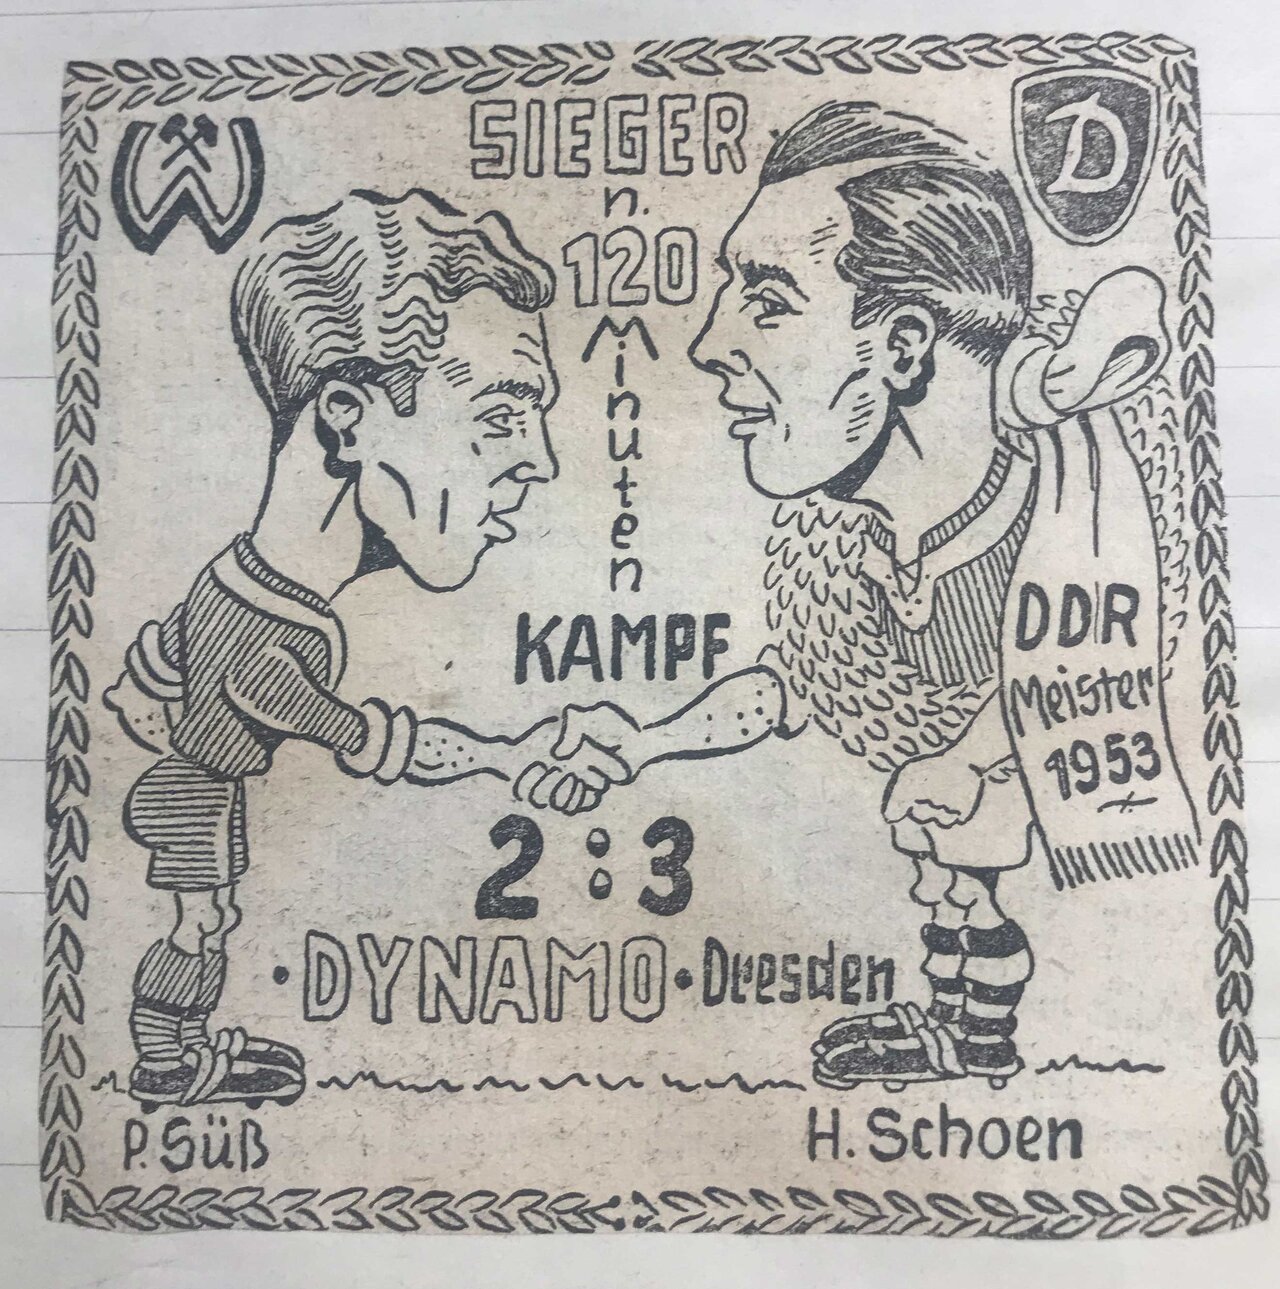 W
D
SIEGER
n.
120
Minuten
KAMPF
DDR
Meister
1953
2:3
·DYNAMO·Dresden
P. Süß
H. Schoen